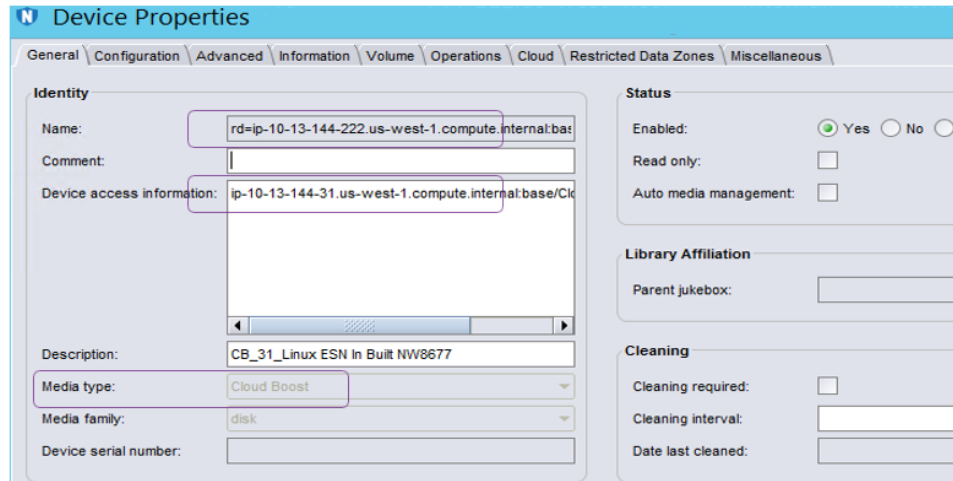 Device Properties
General Configuration Advanced Information Volume Operations Cloud Restricted Data Zones Miscellaneous
Identity
Name: rd=ip-10-13-144-222.us-west-1.compute.internal:bas
Comment:
Device access information: ip-10-13-144-31.us-west-1.compute.internal:base/Clo
Description: CB_31_Linux ESN In Built NW8677
Media type: Cloud Boost
Media family: disk
Device serial number:
Status
Enabled: Yes No
Read only:
Auto media management:
Library Affiliation
Parent jukebox:
Cleaning
Cleaning required:
Cleaning interval:
Date last cleaned: